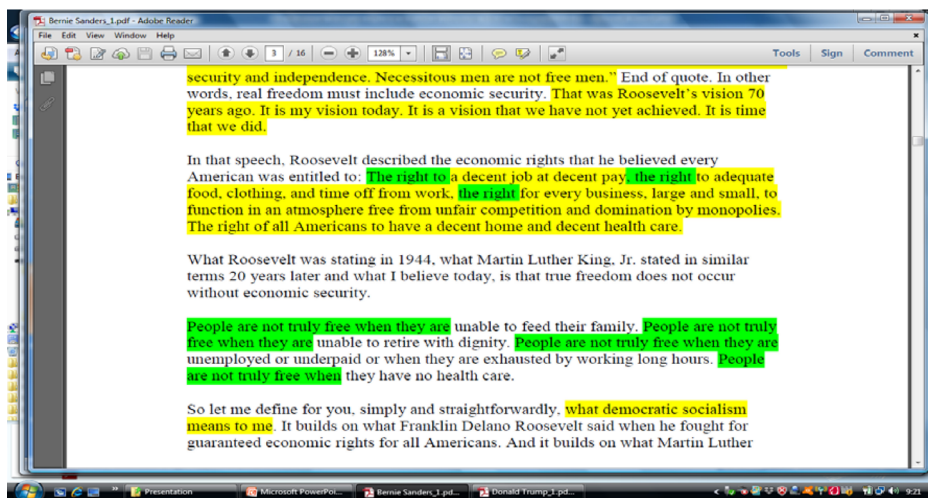 Bernie Sanders_1.pdf - Adobe Reader
File Edit View Window Help
3 / 16 128% Tools Sign Comment
security and independence. Necessitous men are not free men.” End of quote. In other
words, real freedom must include economic security. That was Roosevelt’s vision 70
years ago. It is my vision today. It is a vision that we have not yet achieved. It is time
that we did.
In that speech, Roosevelt described the economic rights that he believed every
American was entitled to: The right to a decent job at decent pay, the right to adequate
food, clothing, and time off from work, the right for every business, large and small, to
function in an atmosphere free from unfair competition and domination by monopolies.
The right of all Americans to have a decent home and decent health care.
What Roosevelt was stating in 1944, what Martin Luther King, Jr. stated in similar
terms 20 years later and what I believe today, is that true freedom does not occur
without economic security.
People are not truly free when they are unable to feed their family. People are not truly
free when they are unable to retire with dignity. People are not truly free when they are
unemployed or underpaid or when they are exhausted by working long hours. People
are not truly free when they have no health care.
So let me define for you, simply and straightforwardly, what democratic socialism
means to me. It builds on what Franklin Delano Roosevelt said when he fought for
guaranteed economic rights for all Americans. And it builds on what Martin Luther
Presentation Microsoft PowerPoi... Bernie Sanders_1.pd... Donald Trump_1.pd... 9:21